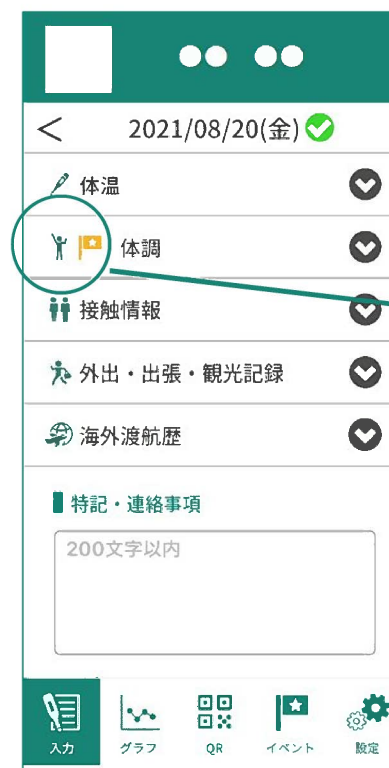 2021/08/20(金)
体温
体調
接触情報
外出・出張・観光記録
海外渡航歴
特記・連絡事項
200文字以内
入力 グラフ QR イベント 設定